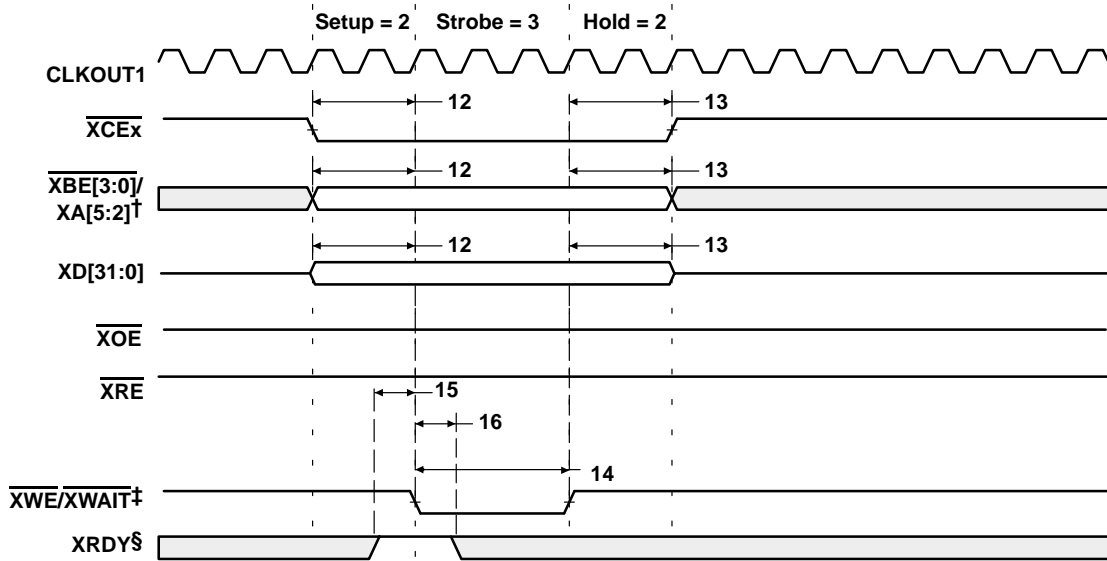 Setup = 2 Strobe = 3 Hold = 2
CLKOUT1
12 13
XCEx
12 13
XBE[3:0]/
XA[5:2]†
12 13
XD[31:0]
XOE
XRE
15
16
14
XWE/XWAIT‡
XRDY§